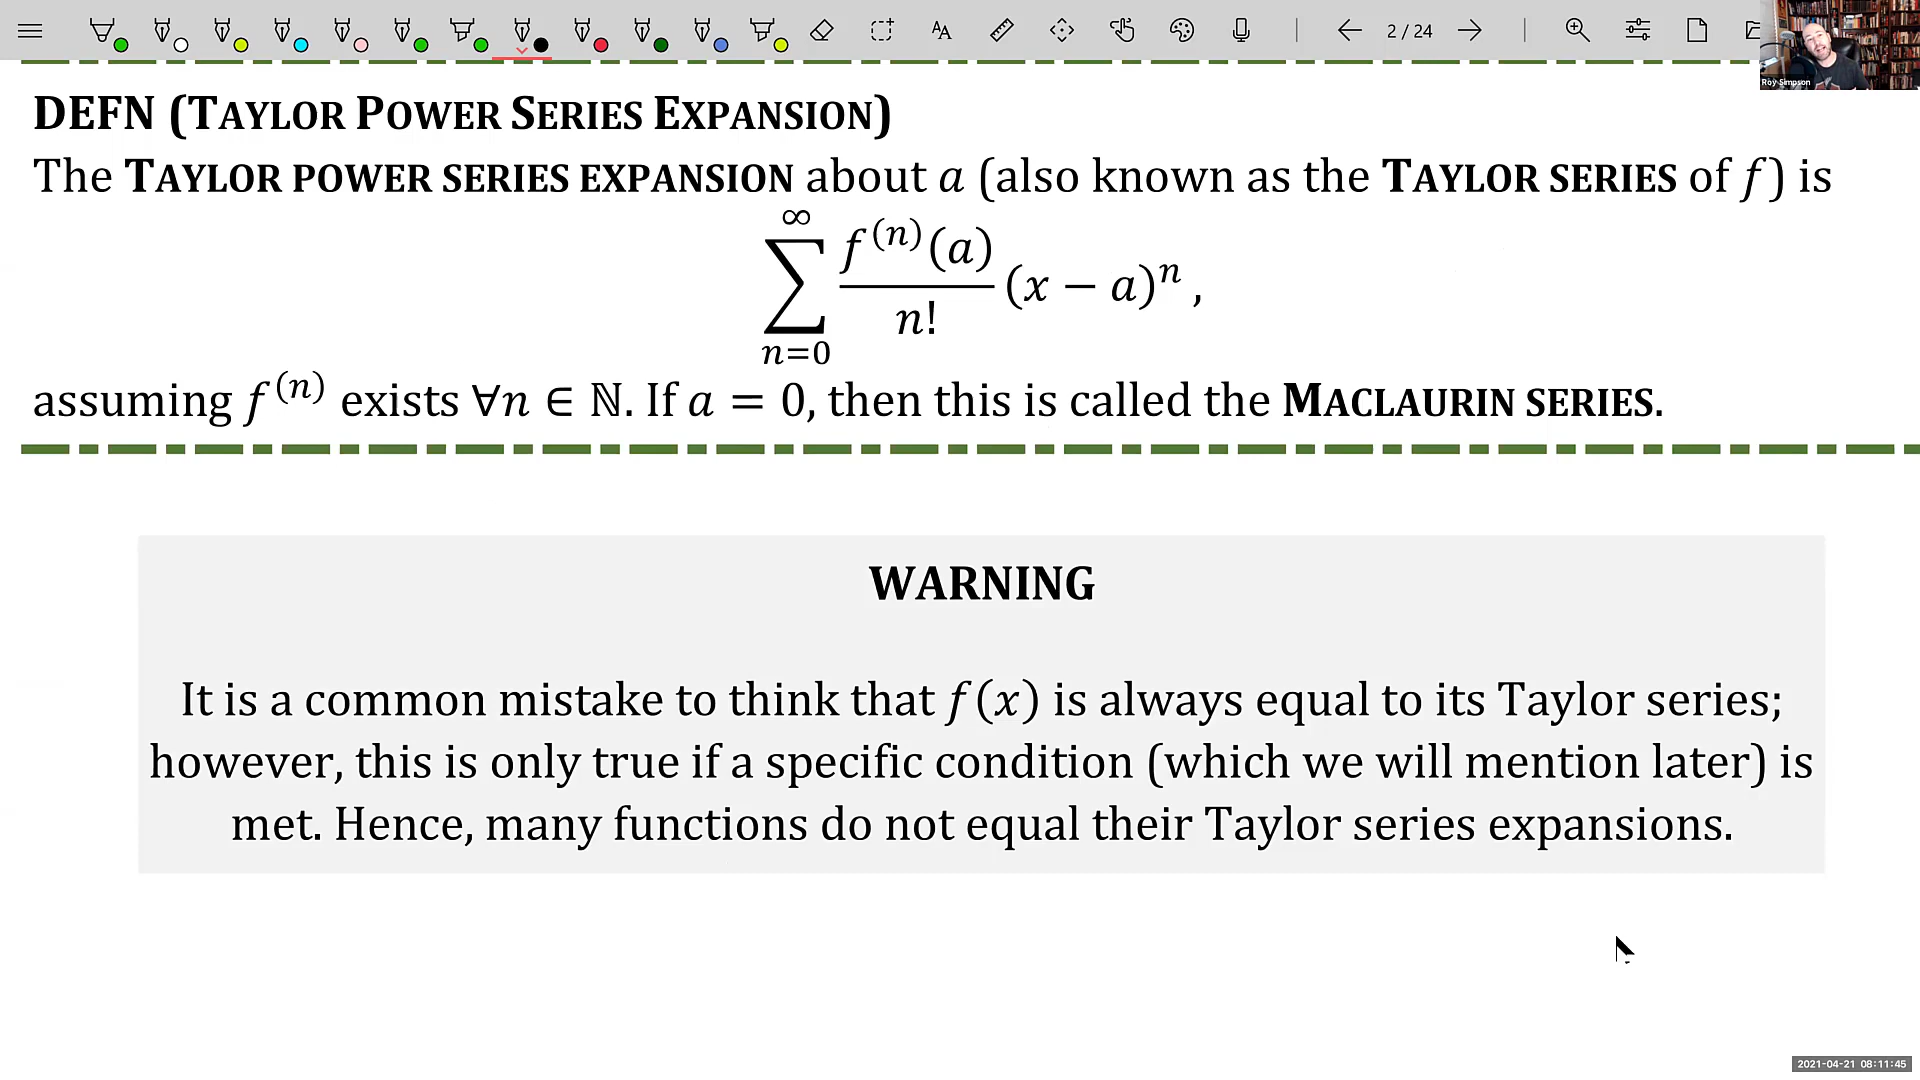 2 / 24
Roy Simpson
DEFN (TAYLOR POWER SERIES EXPANSION)
The TAYLOR POWER SERIES EXPANSION about a (also known as the TAYLOR SERIES of f) is
∞
∑ f⁽ⁿ⁾(a) / n! (x − a)ⁿ ,
n=0
assuming f⁽ⁿ⁾ exists ∀n ∈ ℕ. If a = 0, then this is called the MACLAURIN SERIES.
WARNING
It is a common mistake to think that f(x) is always equal to its Taylor series;
however, this is only true if a specific condition (which we will mention later) is
met. Hence, many functions do not equal their Taylor series expansions.
2021-04-21 08:11:45